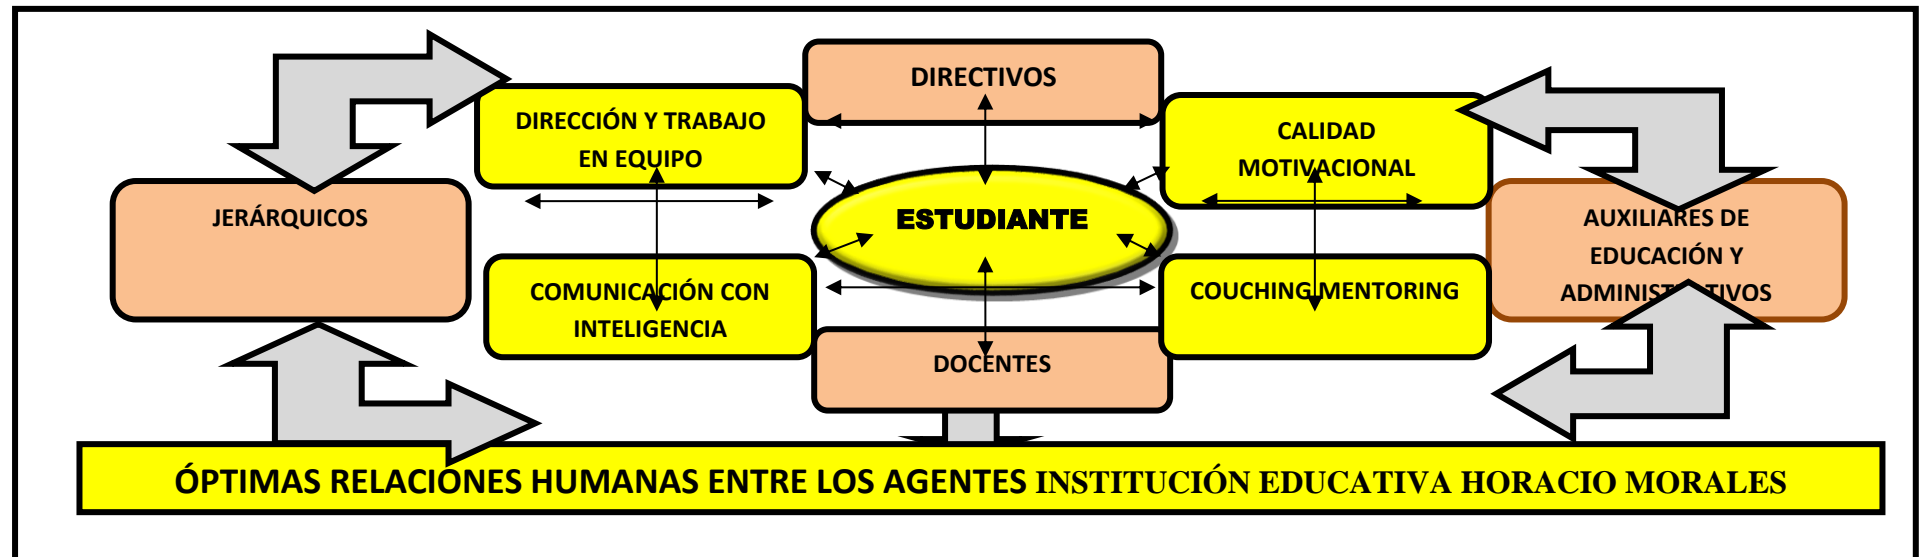 DIRECTIVOS
DIRECCIÓN Y TRABAJO
EN EQUIPO
CALIDAD
MOTIVACIONAL
JERÁRQUICOS
ESTUDIANTE
AUXILIARES DE
EDUCACIÓN Y
ADMINISTRATIVOS
COMUNICACIÓN CON
INTELIGENCIA
COUCHING MENTORING
DOCENTES
ÓPTIMAS RELACIONES HUMANAS ENTRE LOS AGENTES INSTITUCIÓN EDUCATIVA HORACIO MORALES